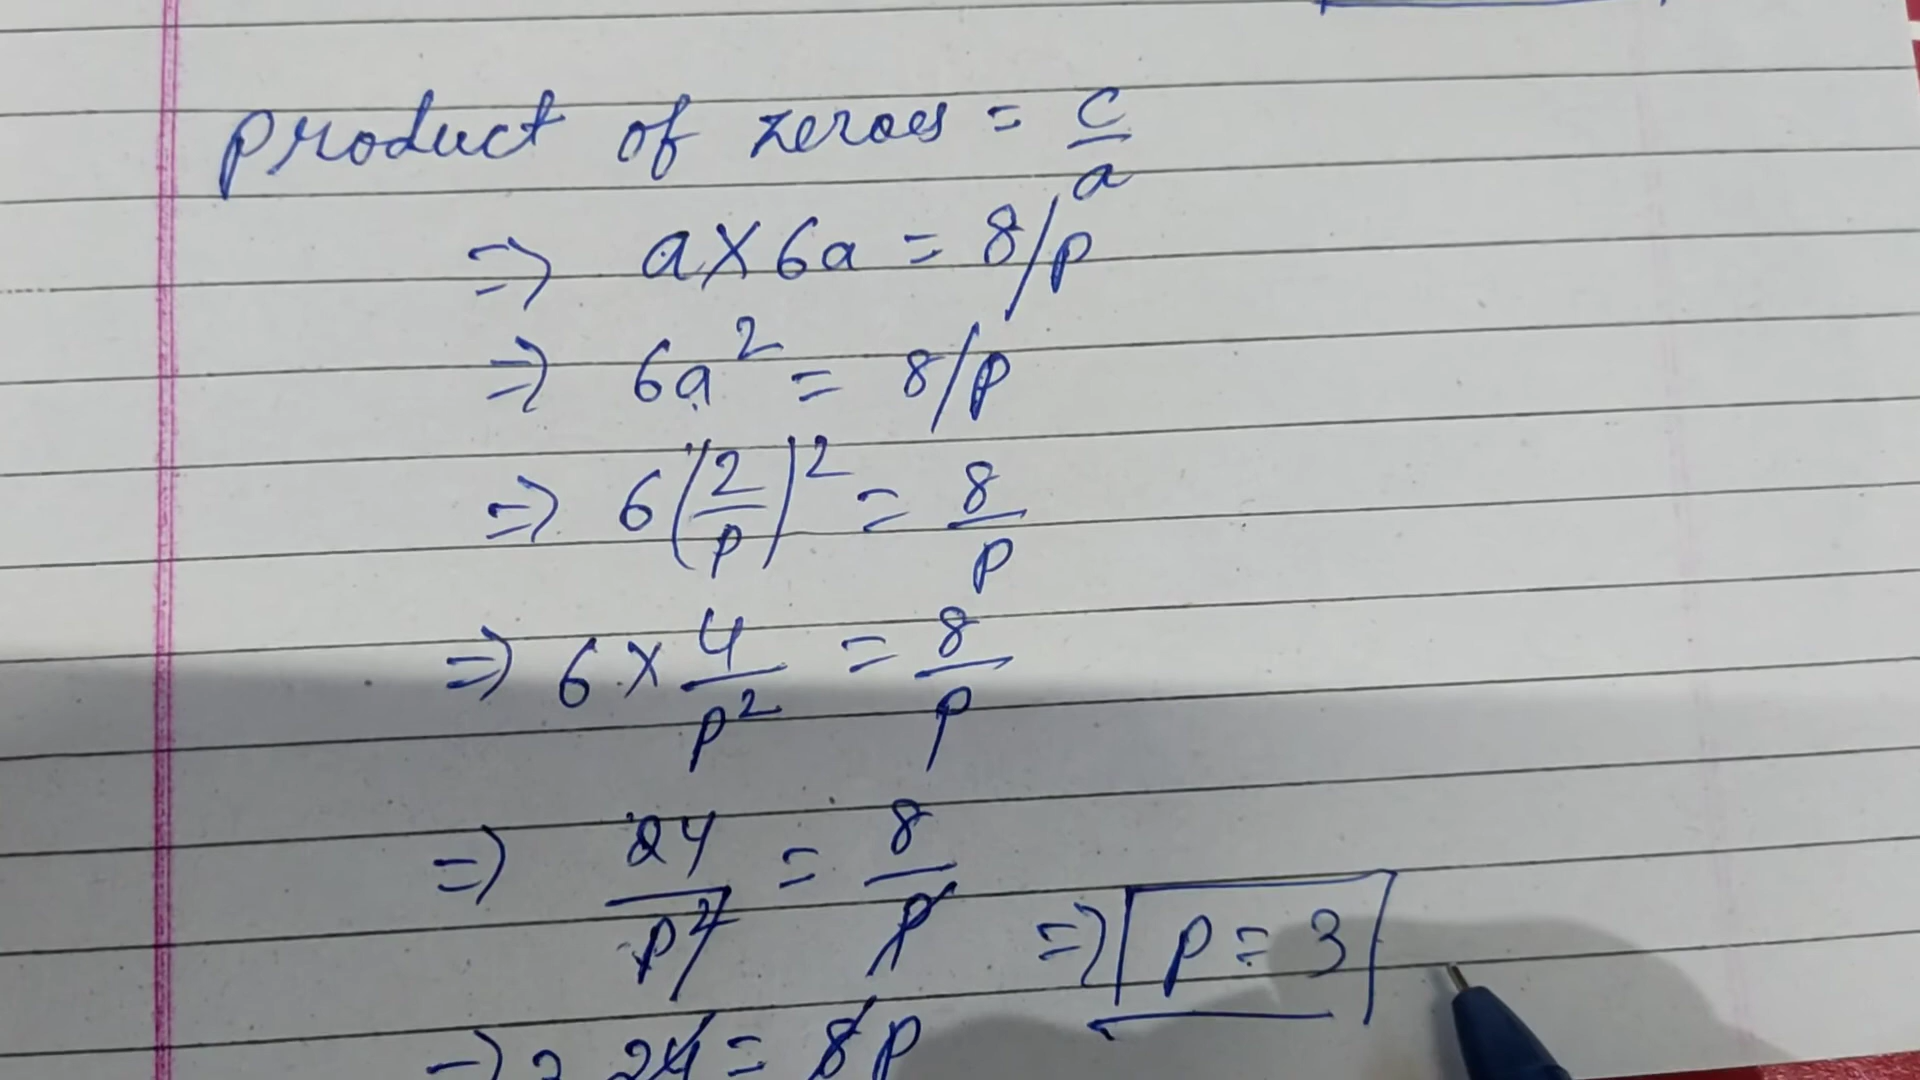 product of zeroes = c/a
⇒ a × 6a = 8/p
⇒ 6a² = 8/p
⇒ 6(2/p)² = 8/p
⇒ 6 × 4/p² = 8/p
⇒ 24/p² = 8/p ⇒ p = 3
⇒ 3 24 = 8p